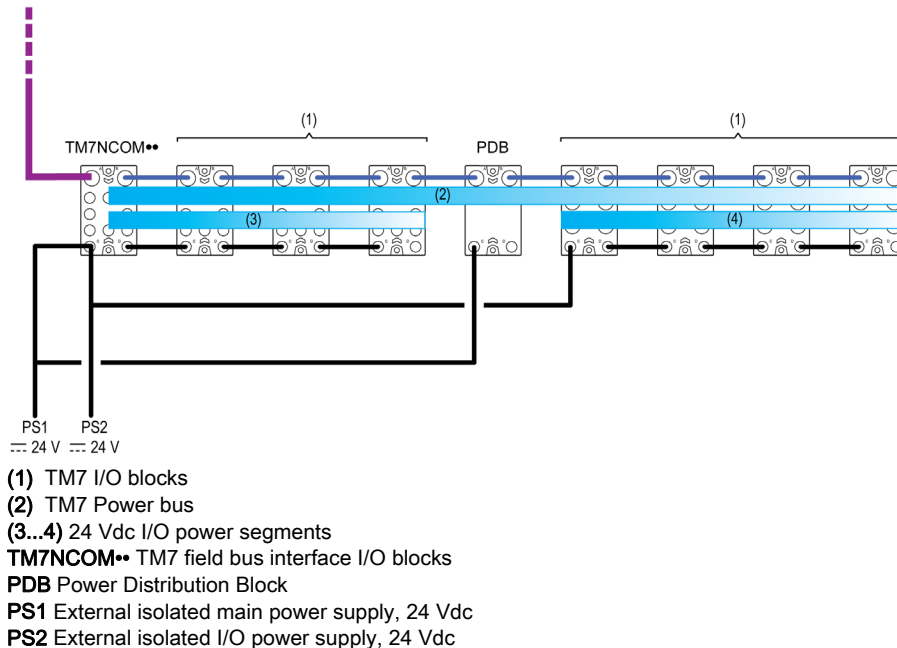 (1)
(1)
TM7NCOM••
PDB
(2)
(3)
(4)
PS1
PS2
24 V
24 V
(1) TM7 I/O blocks
(2) TM7 Power bus
(3...4) 24 Vdc I/O power segments
TM7NCOM•• TM7 field bus interface I/O blocks
PDB Power Distribution Block
PS1 External isolated main power supply, 24 Vdc
PS2 External isolated I/O power supply, 24 Vdc